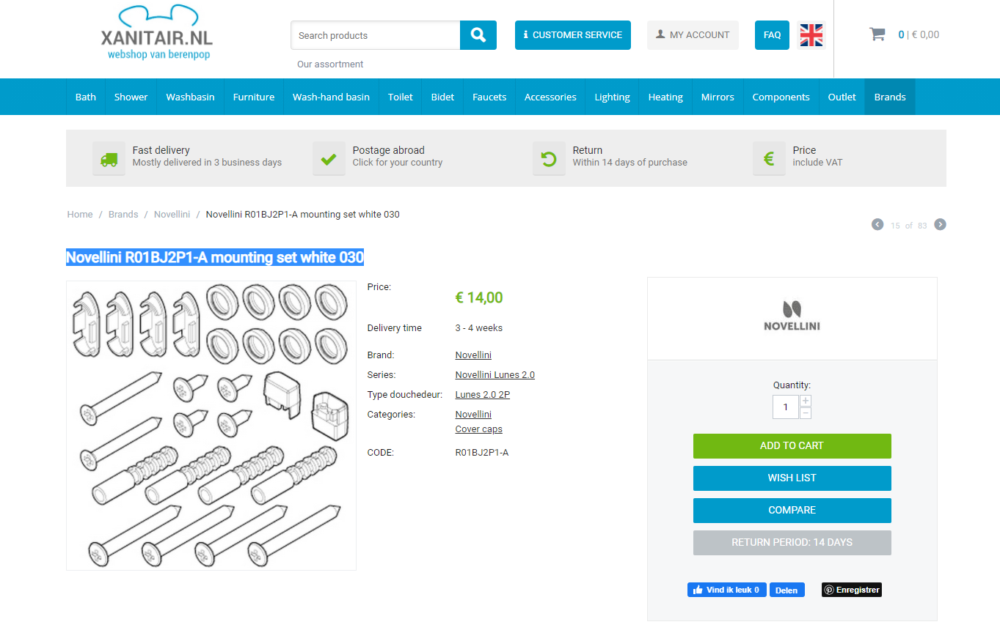 XANITAIR.NL
webshop van berenpop
Search products
CUSTOMER SERVICE
MY ACCOUNT
FAQ
0 | € 0,00
Our assortment
Bath Shower Washbasin Furniture Wash-hand basin Toilet Bidet Faucets Accessories Lighting Heating Mirrors Components Outlet Brands
Fast delivery
Mostly delivered in 3 business days
Postage abroad
Click for your country
Return
Within 14 days of purchase
Price
include VAT
Home / Brands / Novellini / Novellini R01BJ2P1-A mounting set white 030
15 of 83
Novellini R01BJ2P1-A mounting set white 030
Price:
€ 14,00
Delivery time 3 - 4 weeks
Brand: Novellini
Series: Novellini Lunes 2.0
Type douchedeur: Lunes 2.0 2P
Categories: Novellini
Cover caps
CODE: R01BJ2P1-A
NOVELLINI
Quantity:
1
+
−
ADD TO CART
WISH LIST
COMPARE
RETURN PERIOD: 14 DAYS
Vind ik leuk 0
Delen
Enregistrer